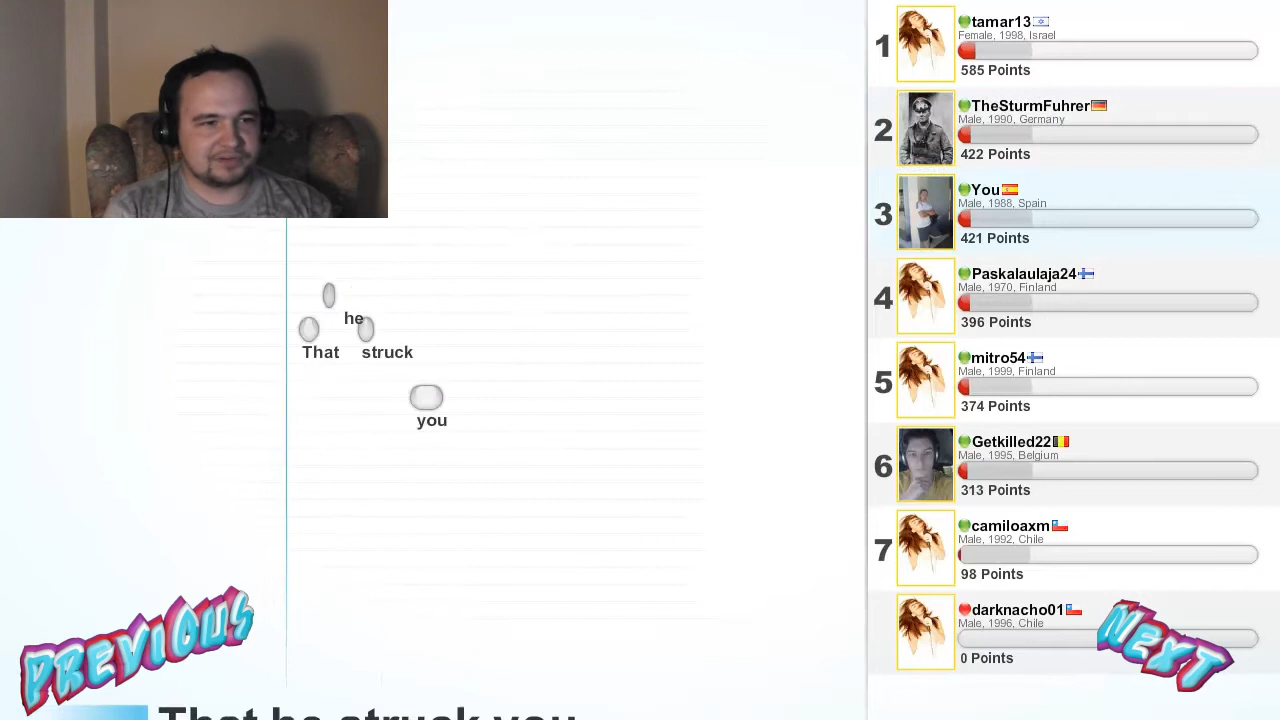 he
That struck
you
PREVIOUS
That he struck you
1
tamar13
Female, 1998, Israel
585 Points
2
TheSturmFuhrer
Male, 1990, Germany
422 Points
3
You
Male, 1988, Spain
421 Points
4
Paskalaulaja24
Male, 1970, Finland
396 Points
5
mitro54
Male, 1999, Finland
374 Points
6
Getkilled22
Male, 1995, Belgium
313 Points
7
camiloaxm
Male, 1992, Chile
98 Points
darknacho01
Male, 1996, Chile
0 Points
NEXT